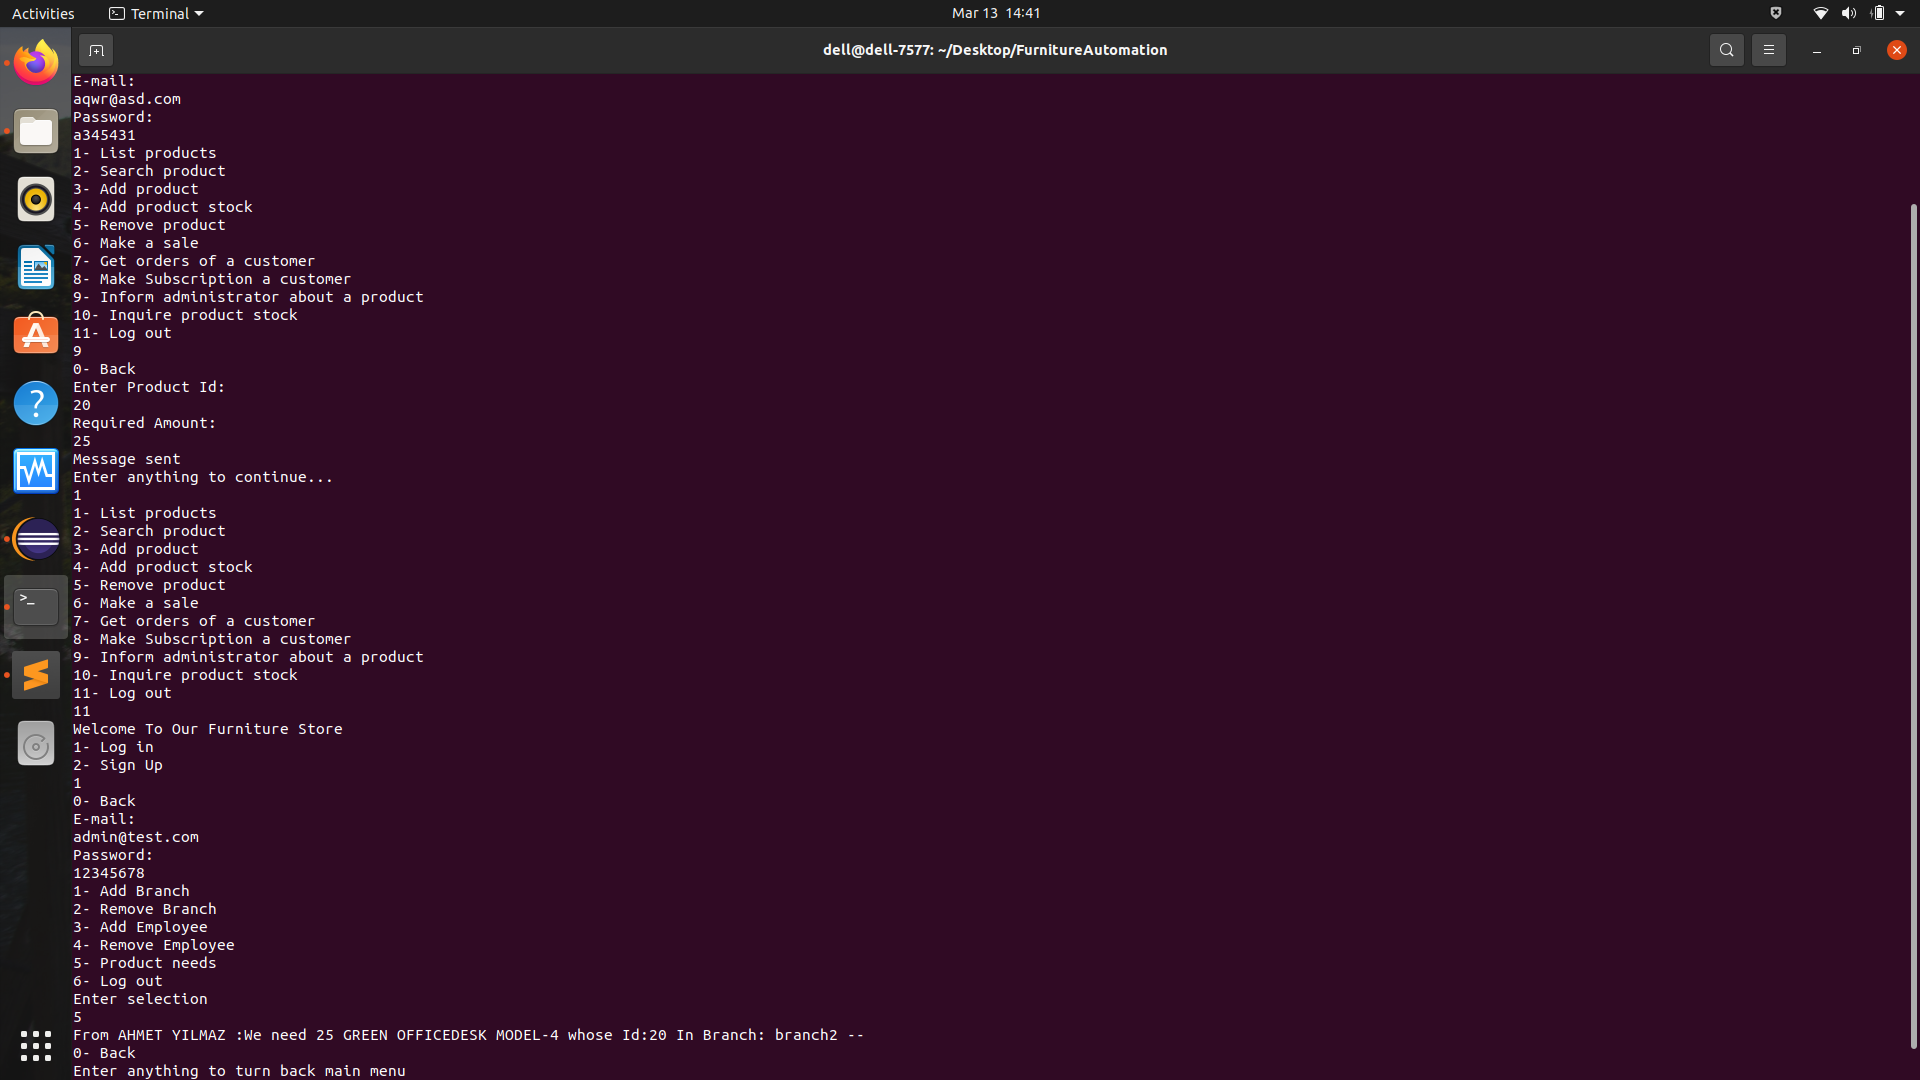 Activities
Terminal
Mar 13 14:41
dell@dell-7577: ~/Desktop/FurnitureAutomation
E-mail:
aqwr@asd.com
Password:
a345431
1- List products
2- Search product
3- Add product
4- Add product stock
5- Remove product
6- Make a sale
7- Get orders of a customer
8- Make Subscription a customer
9- Inform administrator about a product
10- Inquire product stock
11- Log out
9
0- Back
Enter Product Id:
20
Required Amount:
25
Message sent
Enter anything to continue...
1
1- List products
2- Search product
3- Add product
4- Add product stock
5- Remove product
6- Make a sale
7- Get orders of a customer
8- Make Subscription a customer
9- Inform administrator about a product
10- Inquire product stock
11- Log out
11
Welcome To Our Furniture Store
1- Log in
2- Sign Up
1
0- Back
E-mail:
admin@test.com
Password:
12345678
1- Add Branch
2- Remove Branch
3- Add Employee
4- Remove Employee
5- Product needs
6- Log out
Enter selection
5
From AHMET YILMAZ :We need 25 GREEN OFFICEDESK MODEL-4 whose Id:20 In Branch: branch2 --
0- Back
Enter anything to turn back main menu